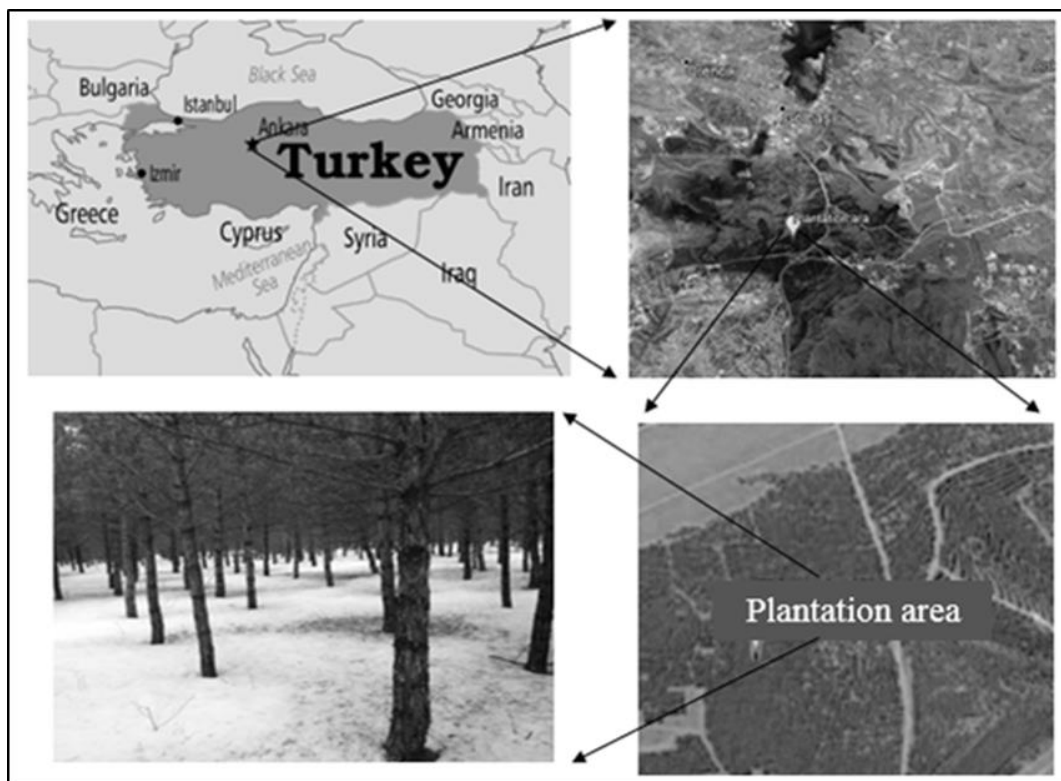 Black Sea
Bulgaria
Istanbul
Georgia
Ankara
Armenia
Turkey
Izmir
Iran
Greece
Cyprus
Syria
Mediterranean
Sea
Iraq
Plantation area